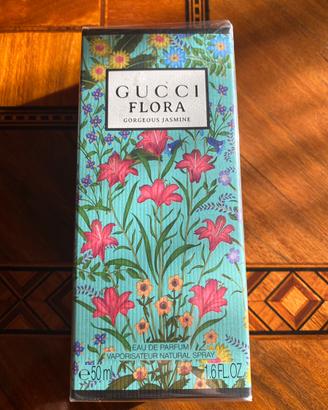 GUCCI
FLORA
GORGEOUS JASMINE
EAU DE PARFUM
VAPORISATEUR NATURAL SPRAY
℮50 ml 1.6 FL.OZ